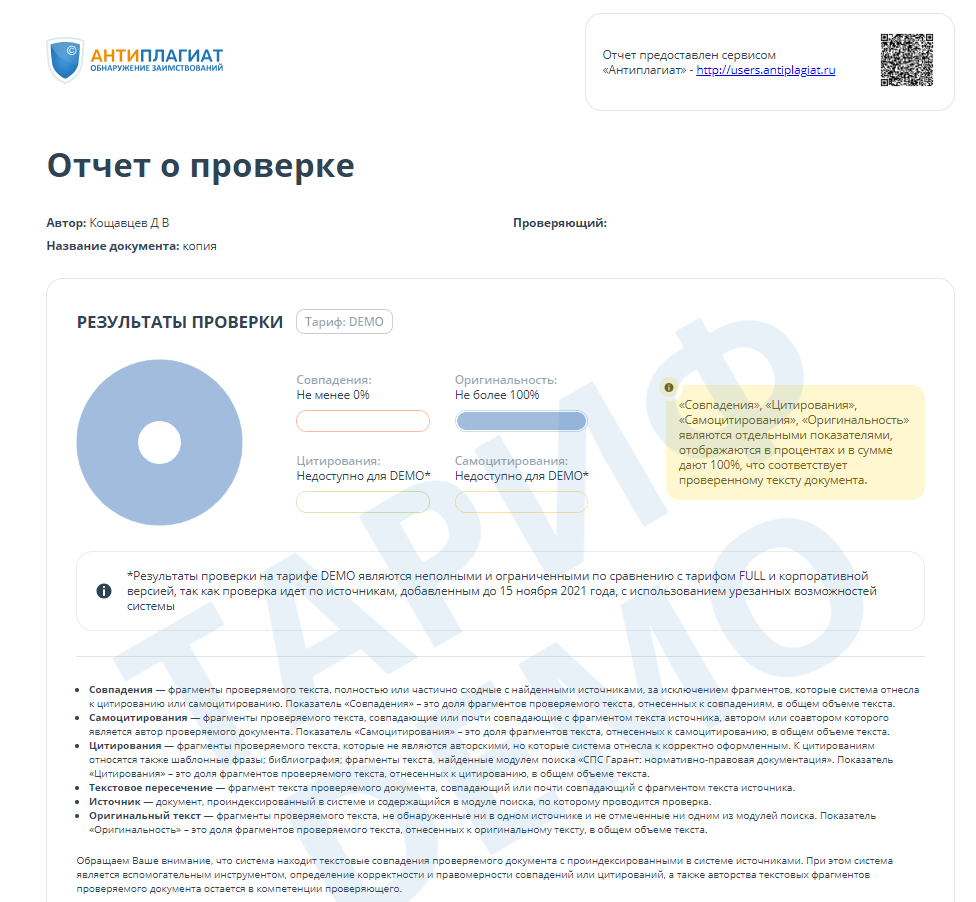 ©
АНТИПЛАГИАТ
ОБНАРУЖЕНИЕ ЗАИМСТВОВАНИЙ
Отчет предоставлен сервисом
«Антиплагиат» - http://users.antiplagiat.ru
Отчет о проверке
Автор: Кощавцев Д В
Проверяющий:
Название документа: копия
РЕЗУЛЬТАТЫ ПРОВЕРКИ
Тариф: DEMO
Совпадения:
Не менее 0%
Оригинальность:
Не более 100%
Цитирования:
Недоступно для DEMO*
Самоцитирования:
Недоступно для DEMO*
«Совпадения», «Цитирования»,
«Самоцитирования», «Оригинальность»
являются отдельными показателями,
отображаются в процентах и в сумме
дают 100%, что соответствует
проверенному тексту документа.
*Результаты проверки на тарифе DEMO являются неполными и ограниченными по сравнению с тарифом FULL и корпоративной
версией, так как проверка идет по источникам, добавленным до 15 ноября 2021 года, с использованием урезанных возможностей
системы
• Совпадения — фрагменты проверяемого текста, полностью или частично сходные с найденными источниками, за исключением фрагментов, которые система отнесла
к цитированию или самоцитированию. Показатель «Совпадения» – это доля фрагментов проверяемого текста, отнесенных к совпадениям, в общем объеме текста.
• Самоцитирования — фрагменты проверяемого текста, совпадающие или почти совпадающие с фрагментом текста источника, автором или соавтором которого
является автор проверяемого документа. Показатель «Самоцитирования» – это доля фрагментов текста, отнесенных к самоцитированию, в общем объеме текста.
• Цитирования — фрагменты проверяемого текста, которые не являются авторскими, но которые система отнесла к корректно оформленным. К цитированиям
относятся также шаблонные фразы; библиография; фрагменты текста, найденные модулем поиска «СПС Гарант: нормативно-правовая документация». Показатель
«Цитирования» – это доля фрагментов проверяемого текста, отнесенных к цитированию, в общем объеме текста.
• Текстовое пересечение — фрагмент текста проверяемого документа, совпадающий или почти совпадающий с фрагментом текста источника.
• Источник — документ, проиндексированный в системе и содержащийся в модуле поиска, по которому проводится проверка.
• Оригинальный текст — фрагменты проверяемого текста, не обнаруженные ни в одном источнике и не отмеченные ни одним из модулей поиска. Показатель
«Оригинальность» – это доля фрагментов проверяемого текста, отнесенных к оригинальному тексту, в общем объеме текста.
Обращаем Ваше внимание, что система находит текстовые совпадения проверяемого документа с проиндексированными в системе источниками. При этом система
является вспомогательным инструментом, определение корректности и правомерности совпадений или цитирований, а также авторства текстовых фрагментов
проверяемого документа остается в компетенции проверяющего.
ТАРИФ
DEMO